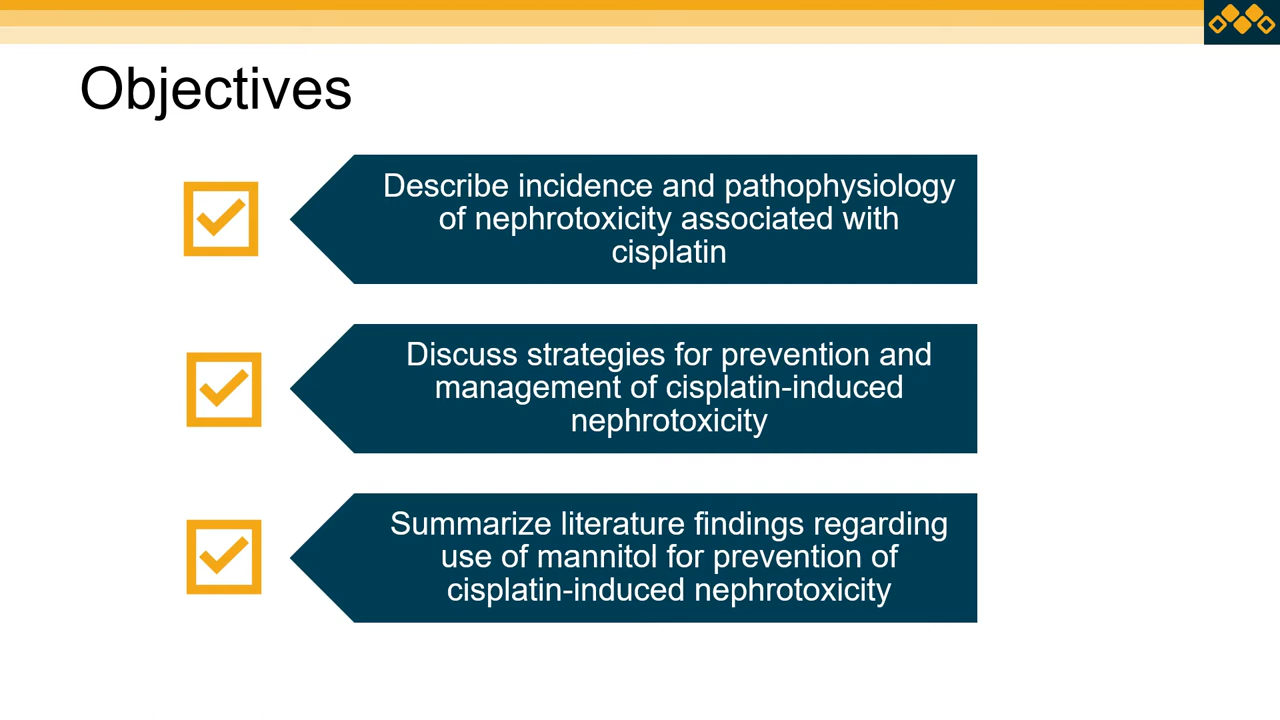 Objectives
Describe incidence and pathophysiology
of nephrotoxicity associated with
cisplatin
Discuss strategies for prevention and
management of cisplatin-induced
nephrotoxicity
Summarize literature findings regarding
use of mannitol for prevention of
cisplatin-induced nephrotoxicity